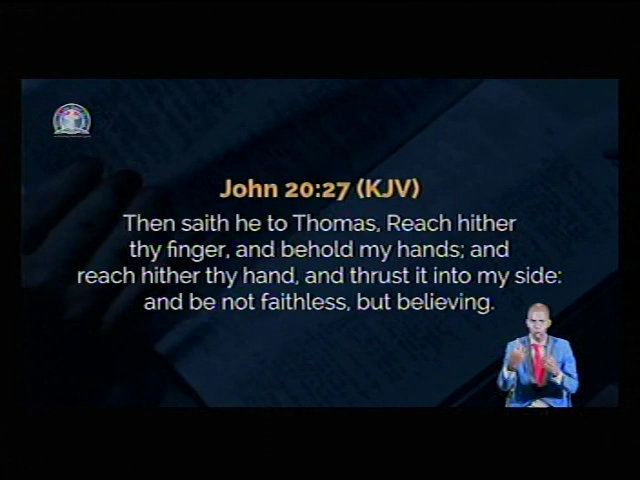 John 20:27 (KJV)
Then saith he to Thomas, Reach hither
thy finger, and behold my hands; and
reach hither thy hand, and thrust it into my side:
and be not faithless, but believing.